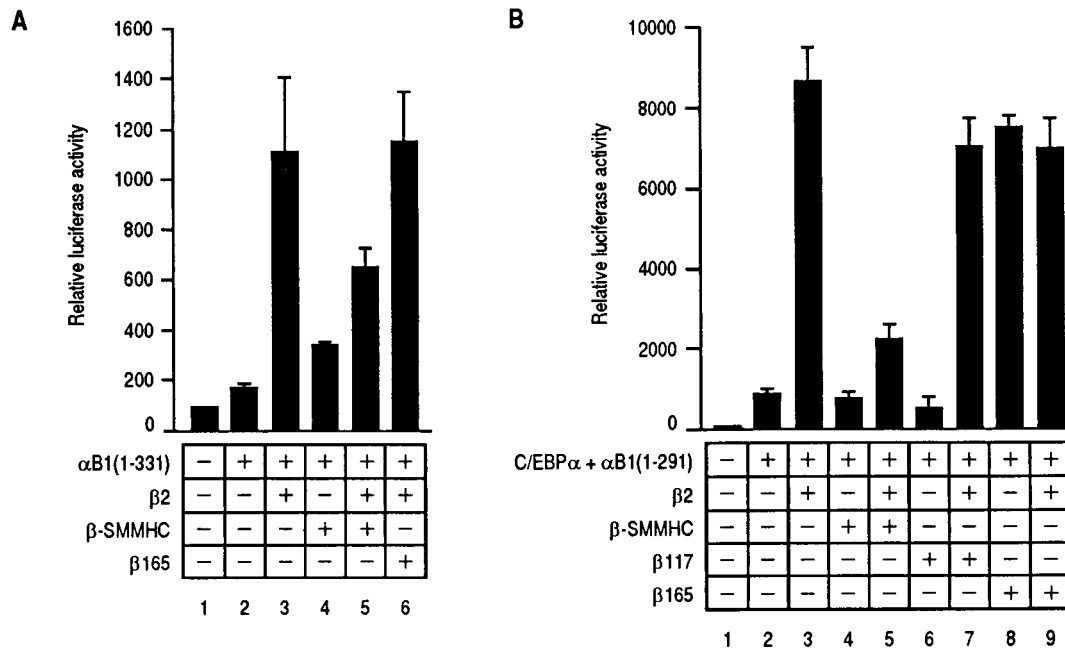 A
Relative luciferase activity
1600
1400
1200
1000
800
600
400
200
0
αB1(1-331) − + + + + +
β2 − − + − + +
β-SMMHC − − − + + −
β165 − − − − − +
1 2 3 4 5 6
B
Relative luciferase activity
10000
8000
6000
4000
2000
0
C/EBPα + αB1(1-291) − + + + + + + + +
β2 − − + − + − + − +
β-SMMHC − − − + + − − − −
β117 − − − − − + + − −
β165 − − − − − − − + +
1 2 3 4 5 6 7 8 9